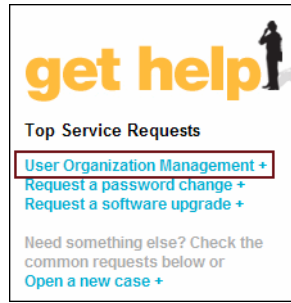 get help
Top Service Requests
User Organization Management +
Request a password change +
Request a software upgrade +
Need something else? Check the
common requests below or
Open a new case +